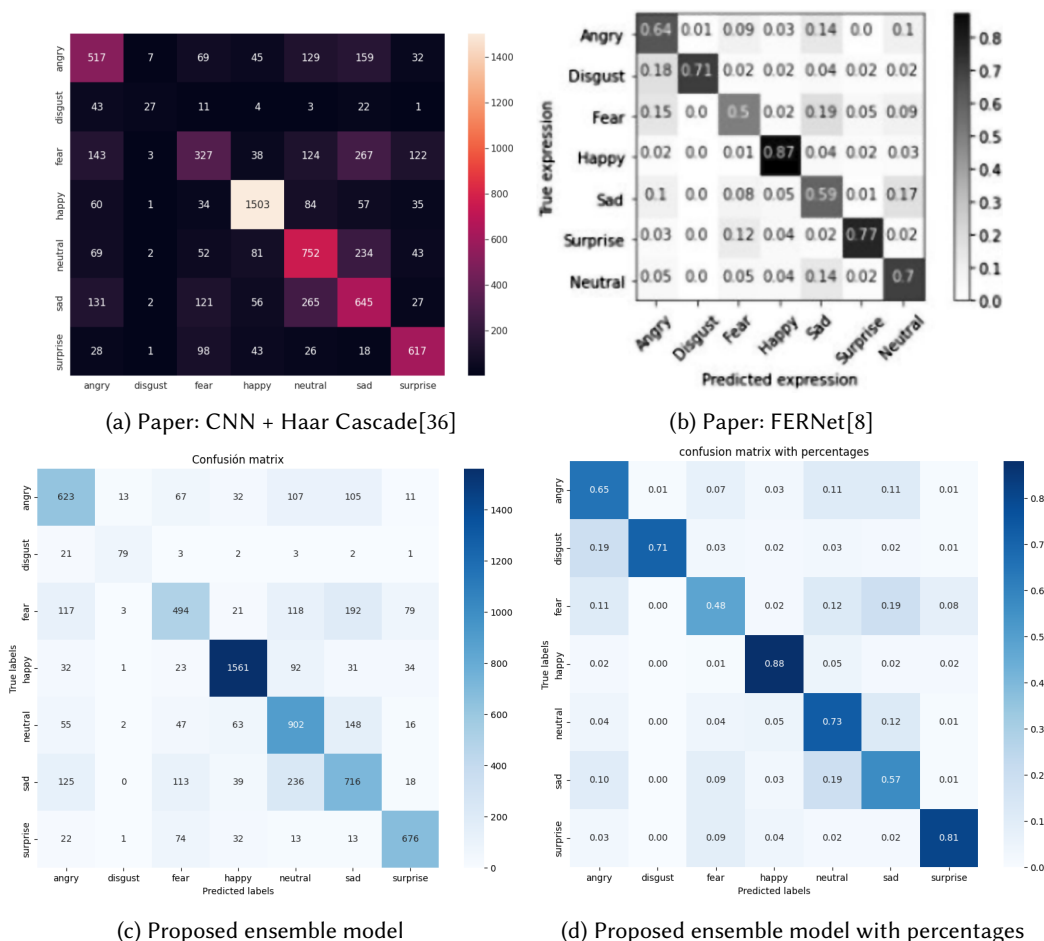 angry 517 7 69 45 129 159 32
disgust 43 27 11 4 3 22 1
fear 143 3 327 38 124 267 122
happy 60 1 34 1503 84 57 35
neutral 69 2 52 81 752 234 43
sad 131 2 121 56 265 645 27
surprise 28 1 98 43 26 18 617
angry disgust fear happy neutral sad surprise
1400
1200
1000
800
600
400
200
(a) Paper: CNN + Haar Cascade[36]
True expression
Angry 0.64 0.01 0.09 0.03 0.14 0.0 0.1
Disgust 0.18 0.71 0.02 0.02 0.04 0.02 0.02
Fear 0.15 0.0 0.5 0.02 0.19 0.05 0.09
Happy 0.02 0.0 0.01 0.87 0.04 0.02 0.03
Sad 0.1 0.0 0.08 0.05 0.59 0.01 0.17
Surprise 0.03 0.0 0.12 0.04 0.02 0.77 0.02
Neutral 0.05 0.0 0.05 0.04 0.14 0.02 0.7
Angry Disgust Fear Happy Sad Surprise Neutral
Predicted expression
0.8
0.7
0.6
0.5
0.4
0.3
0.2
0.1
0.0
(b) Paper: FERNet[8]
Confusión matrix
True labels
angry 623 13 67 32 107 105 11
disgust 21 79 3 2 3 2 1
fear 117 3 494 21 118 192 79
happy 32 1 23 1561 92 31 34
neutral 55 2 47 63 902 148 16
sad 125 0 113 39 236 716 18
surprise 22 1 74 32 13 13 676
angry disgust fear happy neutral sad surprise
Predicted labels
1400
1200
1000
800
600
400
200
0
(c) Proposed ensemble model
confusion matrix with percentages
True labels
angry 0.65 0.01 0.07 0.03 0.11 0.11 0.01
disgust 0.19 0.71 0.03 0.02 0.03 0.02 0.01
fear 0.11 0.00 0.48 0.02 0.12 0.19 0.08
happy 0.02 0.00 0.01 0.88 0.05 0.02 0.02
neutral 0.04 0.00 0.04 0.05 0.73 0.12 0.01
sad 0.10 0.00 0.09 0.03 0.19 0.57 0.01
surprise 0.03 0.00 0.09 0.04 0.02 0.02 0.81
angry disgust fear happy neutral sad surprise
Predicted labels
0.8
0.7
0.6
0.5
0.4
0.3
0.2
0.1
0.0
(d) Proposed ensemble model with percentages